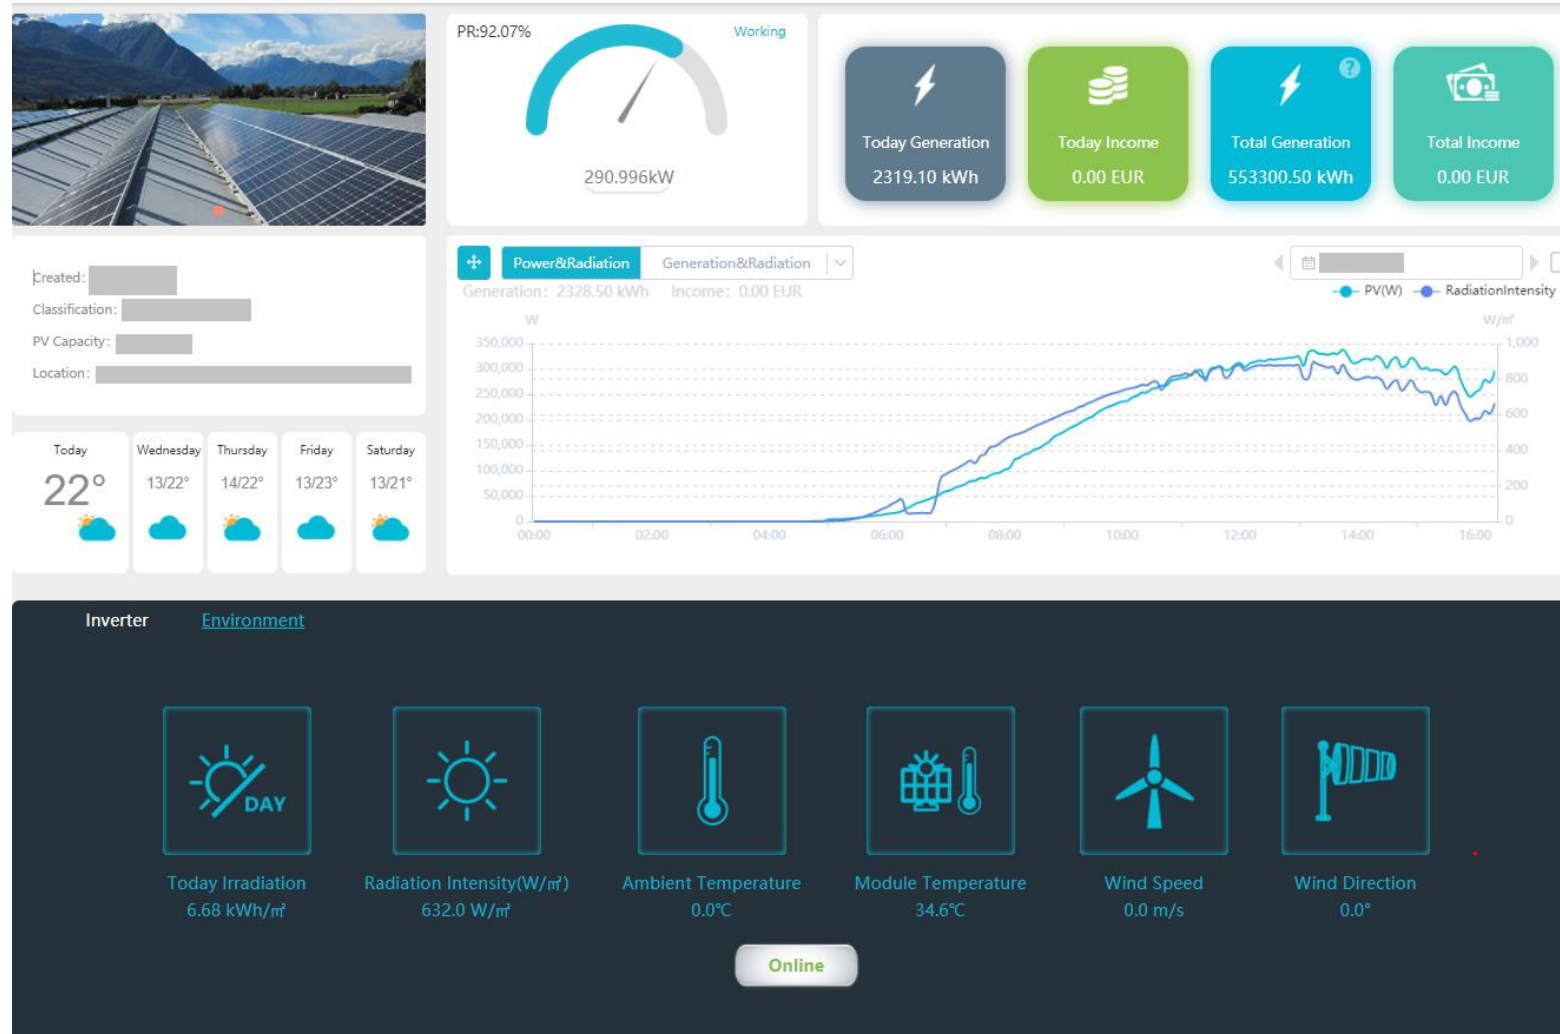 PR:92.07%
Working
290.996kW
Today Generation
2319.10 kWh
Today Income
0.00 EUR
?
Total Generation
553300.50 kWh
Total Income
0.00 EUR
Created:
Classification:
PV Capacity:
Location:
Power&Radiation
Generation&Radiation
Generation: 2328.50 kWh Income: 0.00 EUR
PV(W) RadiationIntensity
W
W/㎡
350,000
300,000
250,000
200,000
150,000
100,000
50,000
0
1,000
800
600
400
200
0
00:00 02:00 04:00 06:00 08:00 10:00 12:00 14:00 16:00
Today
22°
Wednesday
13/22°
Thursday
14/22°
Friday
13/23°
Saturday
13/21°
Inverter
Environment
DAY
Today Irradiation
6.68 kWh/㎡
Radiation Intensity(W/㎡)
632.0 W/㎡
Ambient Temperature
0.0℃
Module Temperature
34.6℃
Wind Speed
0.0 m/s
Wind Direction
0.0°
Online